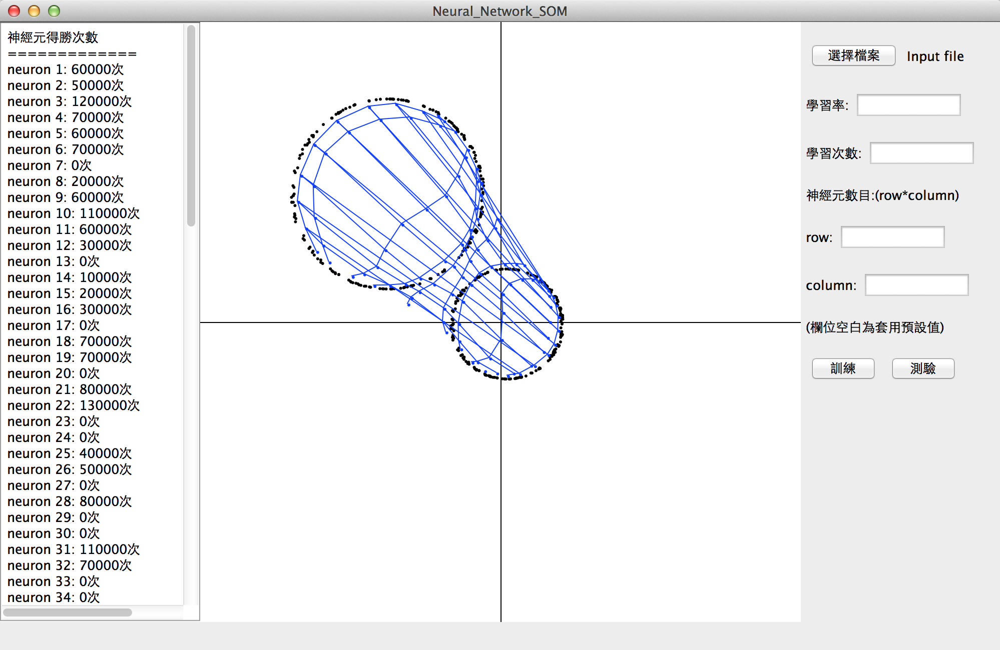 Neural_Network_SOM
神經元得勝次數
=============
neuron 1: 60000次
neuron 2: 50000次
neuron 3: 120000次
neuron 4: 70000次
neuron 5: 60000次
neuron 6: 70000次
neuron 7: 0次
neuron 8: 20000次
neuron 9: 60000次
neuron 10: 110000次
neuron 11: 60000次
neuron 12: 30000次
neuron 13: 0次
neuron 14: 10000次
neuron 15: 20000次
neuron 16: 30000次
neuron 17: 0次
neuron 18: 70000次
neuron 19: 70000次
neuron 20: 0次
neuron 21: 80000次
neuron 22: 130000次
neuron 23: 0次
neuron 24: 0次
neuron 25: 40000次
neuron 26: 50000次
neuron 27: 0次
neuron 28: 80000次
neuron 29: 0次
neuron 30: 0次
neuron 31: 110000次
neuron 32: 70000次
neuron 33: 0次
neuron 34: 0次
選擇檔案 Input file
學習率:
學習次數:
神經元數目:(row*column)
row:
column:
(欄位空白為套用預設值)
訓練 測驗